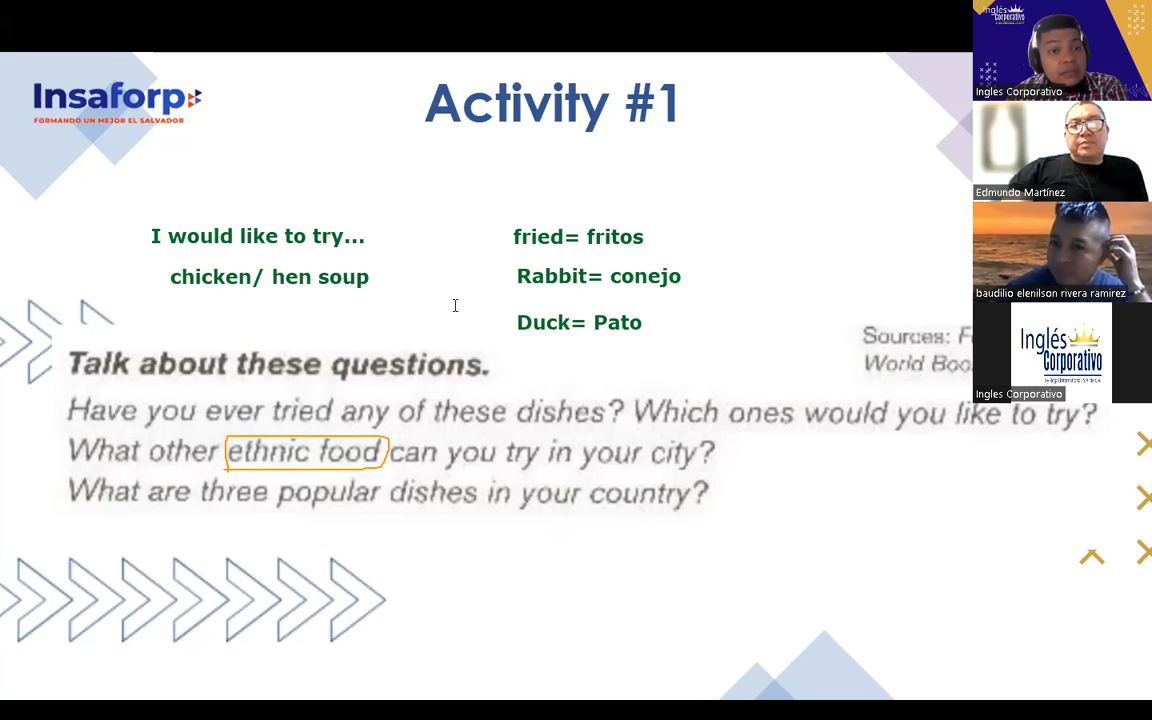 Insaforp
FORMANDO UN MEJOR EL SALVADOR
Activity #1
I would like to try...
chicken/ hen soup
fried= fritos
Rabbit= conejo
Duck= Pato
Sources:
World
Talk about these questions.
Have you ever tried any of these dishes? Which ones would you like to try?
What other ethnic food can you try in your city?
What are three popular dishes in your country?
Inglés
Corporativo
Ingles Corporativo
Edmundo Martínez
baudilio elenilson rivera ramirez
Inglés
Corporativo
Ingles Corporativo